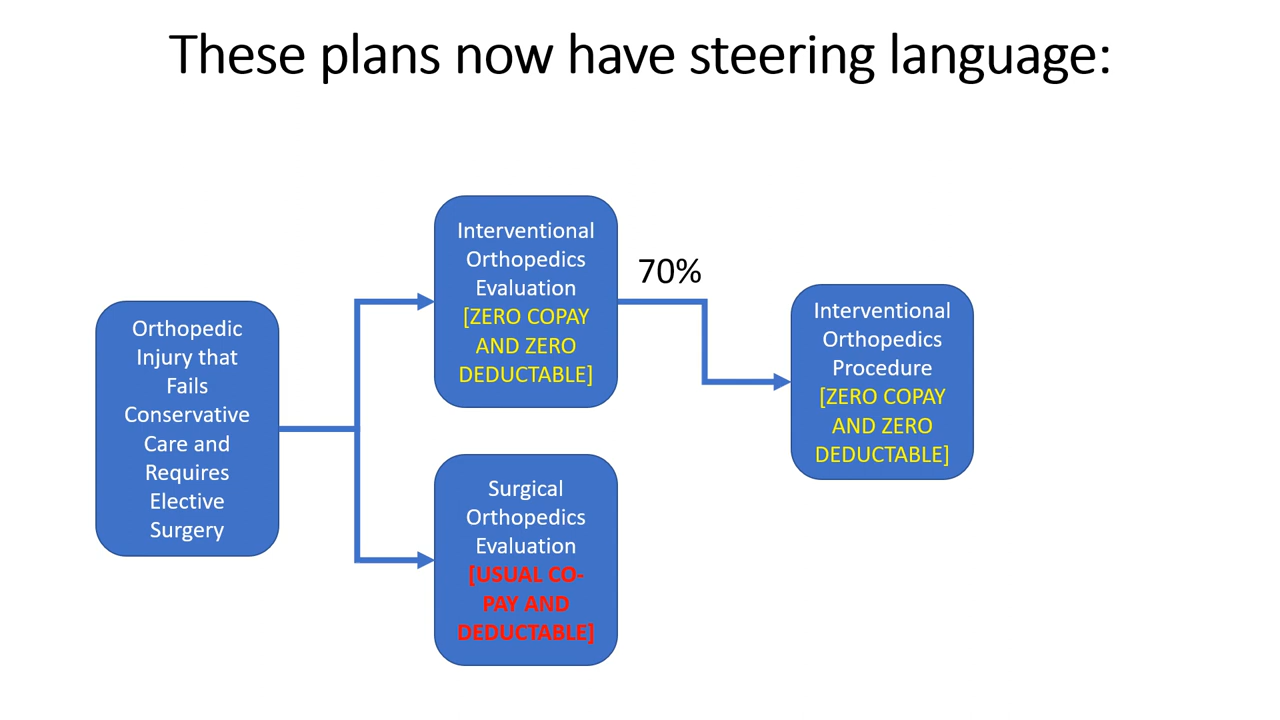 These plans now have steering language:
Orthopedic
Injury that
Fails
Conservative
Care and
Requires
Elective
Surgery
Interventional
Orthopedics
Evaluation
[ZERO COPAY
AND ZERO
DEDUCTABLE]
70%
Interventional
Orthopedics
Procedure
[ZERO COPAY
AND ZERO
DEDUCTABLE]
Surgical
Orthopedics
Evaluation
[USUAL CO-
PAY AND
DEDUCTABLE]